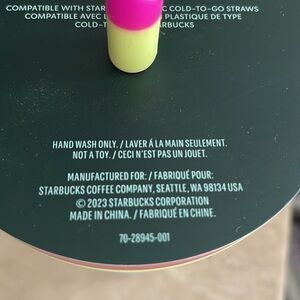 COMPATIBLE WITH STAR C COLD-TO-GO STRAWS
COMPATIBLE AVEC L PLASTIQUE DE TYPE
COLD-T RBUCKS
HAND WASH ONLY. / LAVER Á LA MAIN SEULEMENT.
NOT A TOY. / CECI N'EST PAS UN JOUET.
MANUFACTURED FOR: / FABRIQUÉ POUR:
STARBUCKS COFFEE COMPANY, SEATTLE, WA 98134 USA
© 2023 STARBUCKS CORPORATION
MADE IN CHINA. / FABRIQUÉ EN CHINE.
70-28945-001